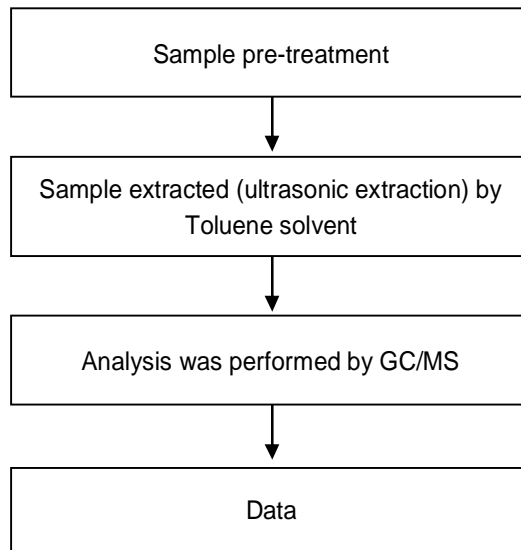 Sample pre-treatment
Sample extracted (ultrasonic extraction) by
Toluene solvent
Analysis was performed by GC/MS
Data